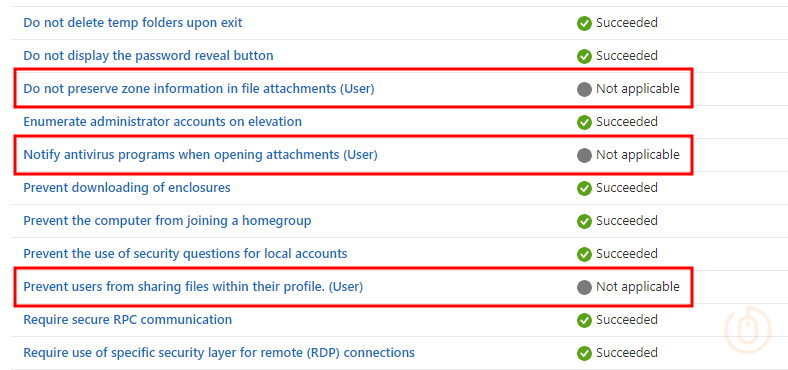 Do not delete temp folders upon exit Succeeded
Do not display the password reveal button Succeeded
Do not preserve zone information in file attachments (User) Not applicable
Enumerate administrator accounts on elevation Succeeded
Notify antivirus programs when opening attachments (User) Not applicable
Prevent downloading of enclosures Succeeded
Prevent the computer from joining a homegroup Succeeded
Prevent the use of security questions for local accounts Succeeded
Prevent users from sharing files within their profile. (User) Not applicable
Require secure RPC communication Succeeded
Require use of specific security layer for remote (RDP) connections Succeeded